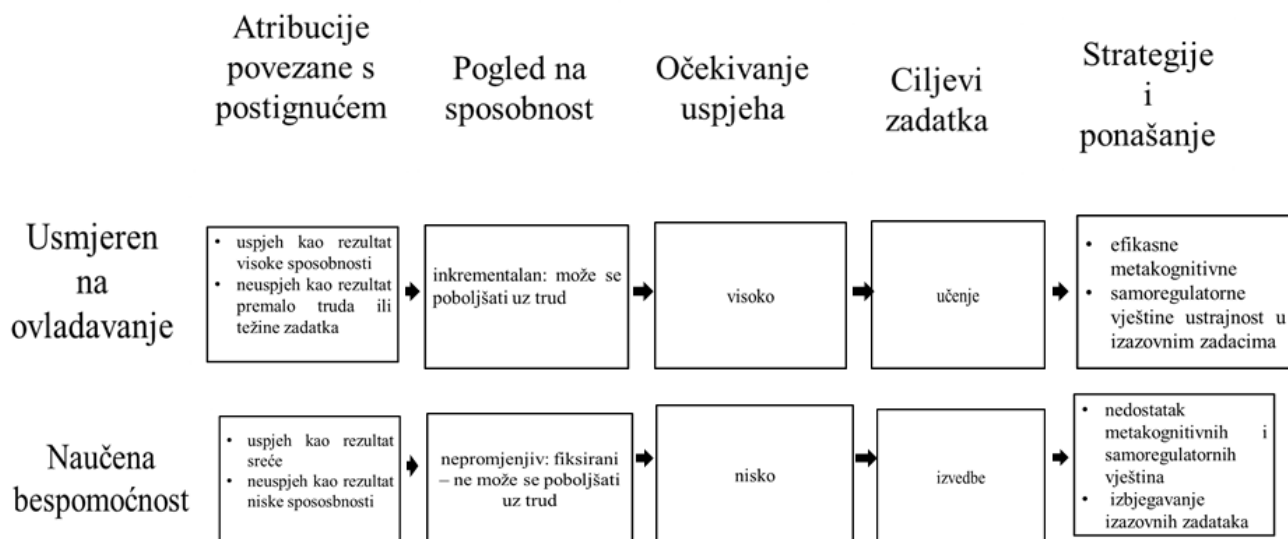 Atribucije
povezane s
postignućem
Pogled na
sposobnost
Očekivanje
uspjeha
Ciljevi
zadatka
Strategije
i
ponašanje
Usmjeren
na
ovladavanje
• uspjeh kao rezultat
visoke sposobnosti
• neuspjeh kao rezultat
premalo truda ili
težine zadatka
inkrementalan: može se
poboljšati uz trud
visoko
učenje
• efikasne
metakognitivne
• samoregulatorne
vještine ustrajnost u
izazovnim zadacima
Naučena
bespomoćnost
• uspjeh kao rezultat
sreće
• neuspjeh kao rezultat
niske spososbnosti
nepromjenjiv: fiksirani
– ne može se poboljšati
uz trud
nisko
izvedbe
• nedostatak
metakognitivnih i
samoregulatornih
vještina
• izbjegavanje
izazovnih zadataka